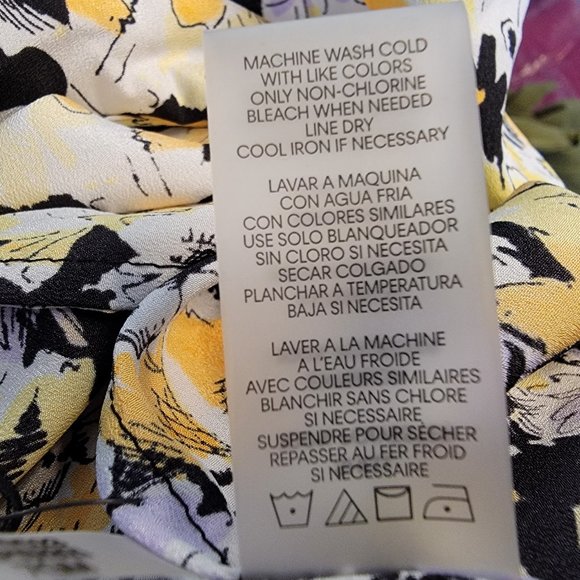 MACHINE WASH COLD
WITH LIKE COLORS
ONLY NON-CHLORINE
BLEACH WHEN NEEDED
LINE DRY
COOL IRON IF NECESSARY
LAVAR A MAQUINA
CON AGUA FRIA
CON COLORES SIMILARES
USE SOLO BLANQUEADOR
SIN CLORO SI NECESITA
SECAR COLGADO
PLANCHAR A TEMPERATURA
BAJA SI NECESITA
LAVER A LA MACHINE
A L'EAU FROIDE
AVEC COULEURS SIMILAIRES
BLANCHIR SANS CHLORE
SI NECESSAIRE
SUSPENDRE POUR SÈCHER
REPASSER AU FER FROID
SI NECESSAIRE